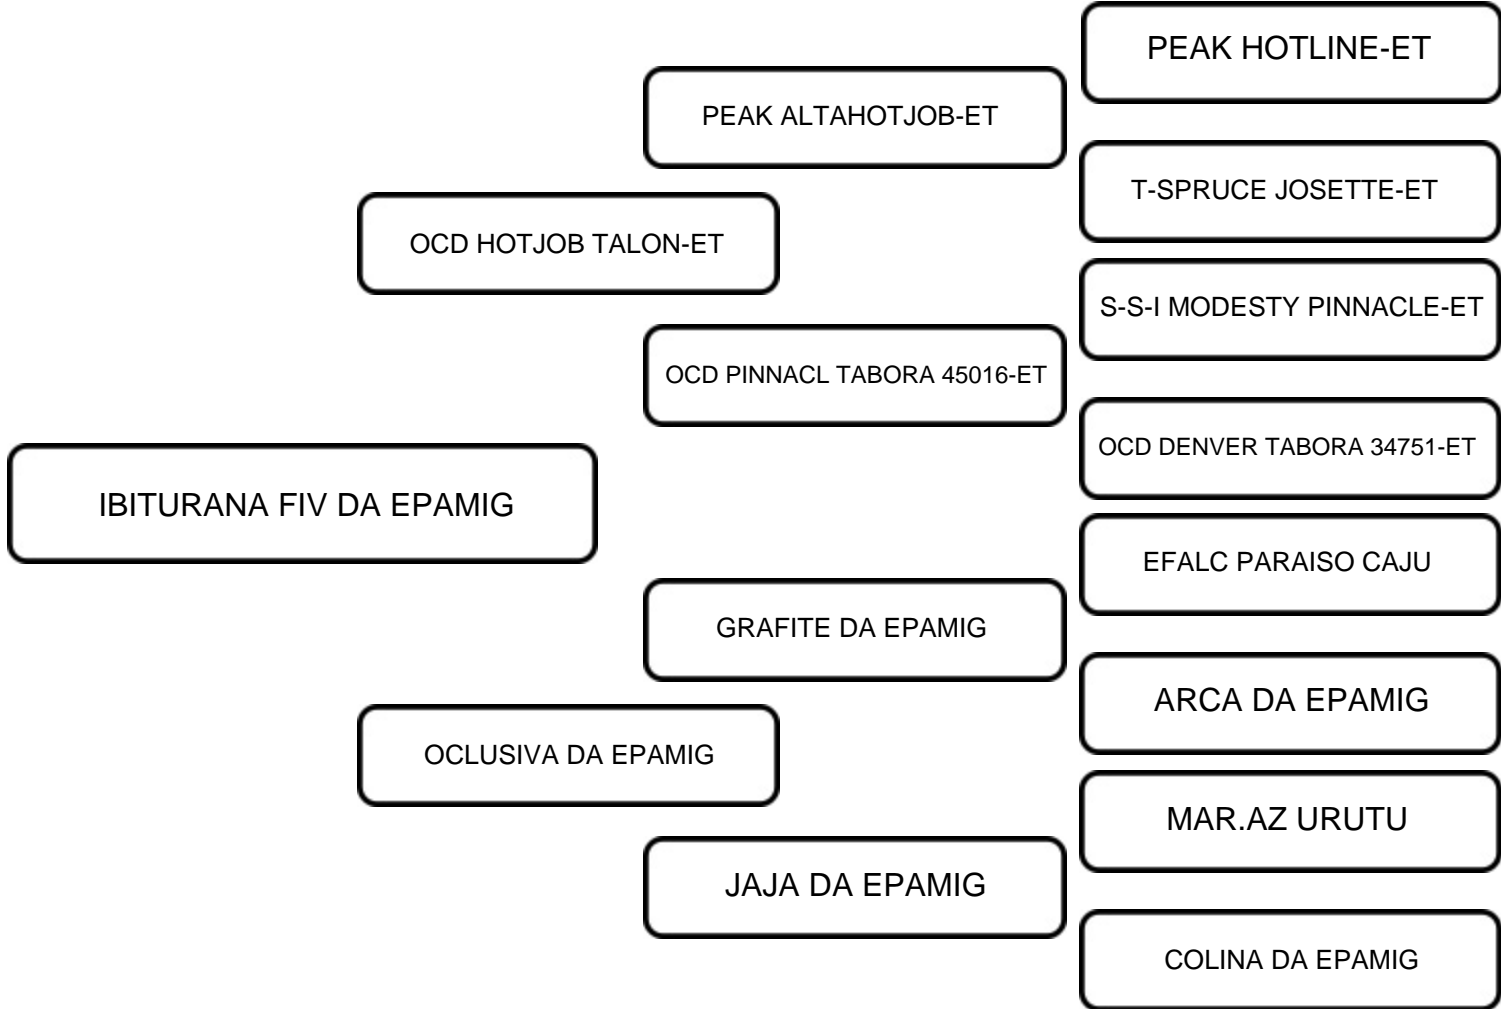 PEAK HOTLINE-ET
PEAK ALTAHOTJOB-ET
T-SPRUCE JOSETTE-ET
OCD HOTJOB TALON-ET
S-S-I MODESTY PINNACLE-ET
OCD PINNACL TABORA 45016-ET
OCD DENVER TABORA 34751-ET
IBITURANA FIV DA EPAMIG
EFALC PARAISO CAJU
GRAFITE DA EPAMIG
ARCA DA EPAMIG
OCLUSIVA DA EPAMIG
MAR.AZ URUTU
JAJA DA EPAMIG
COLINA DA EPAMIG